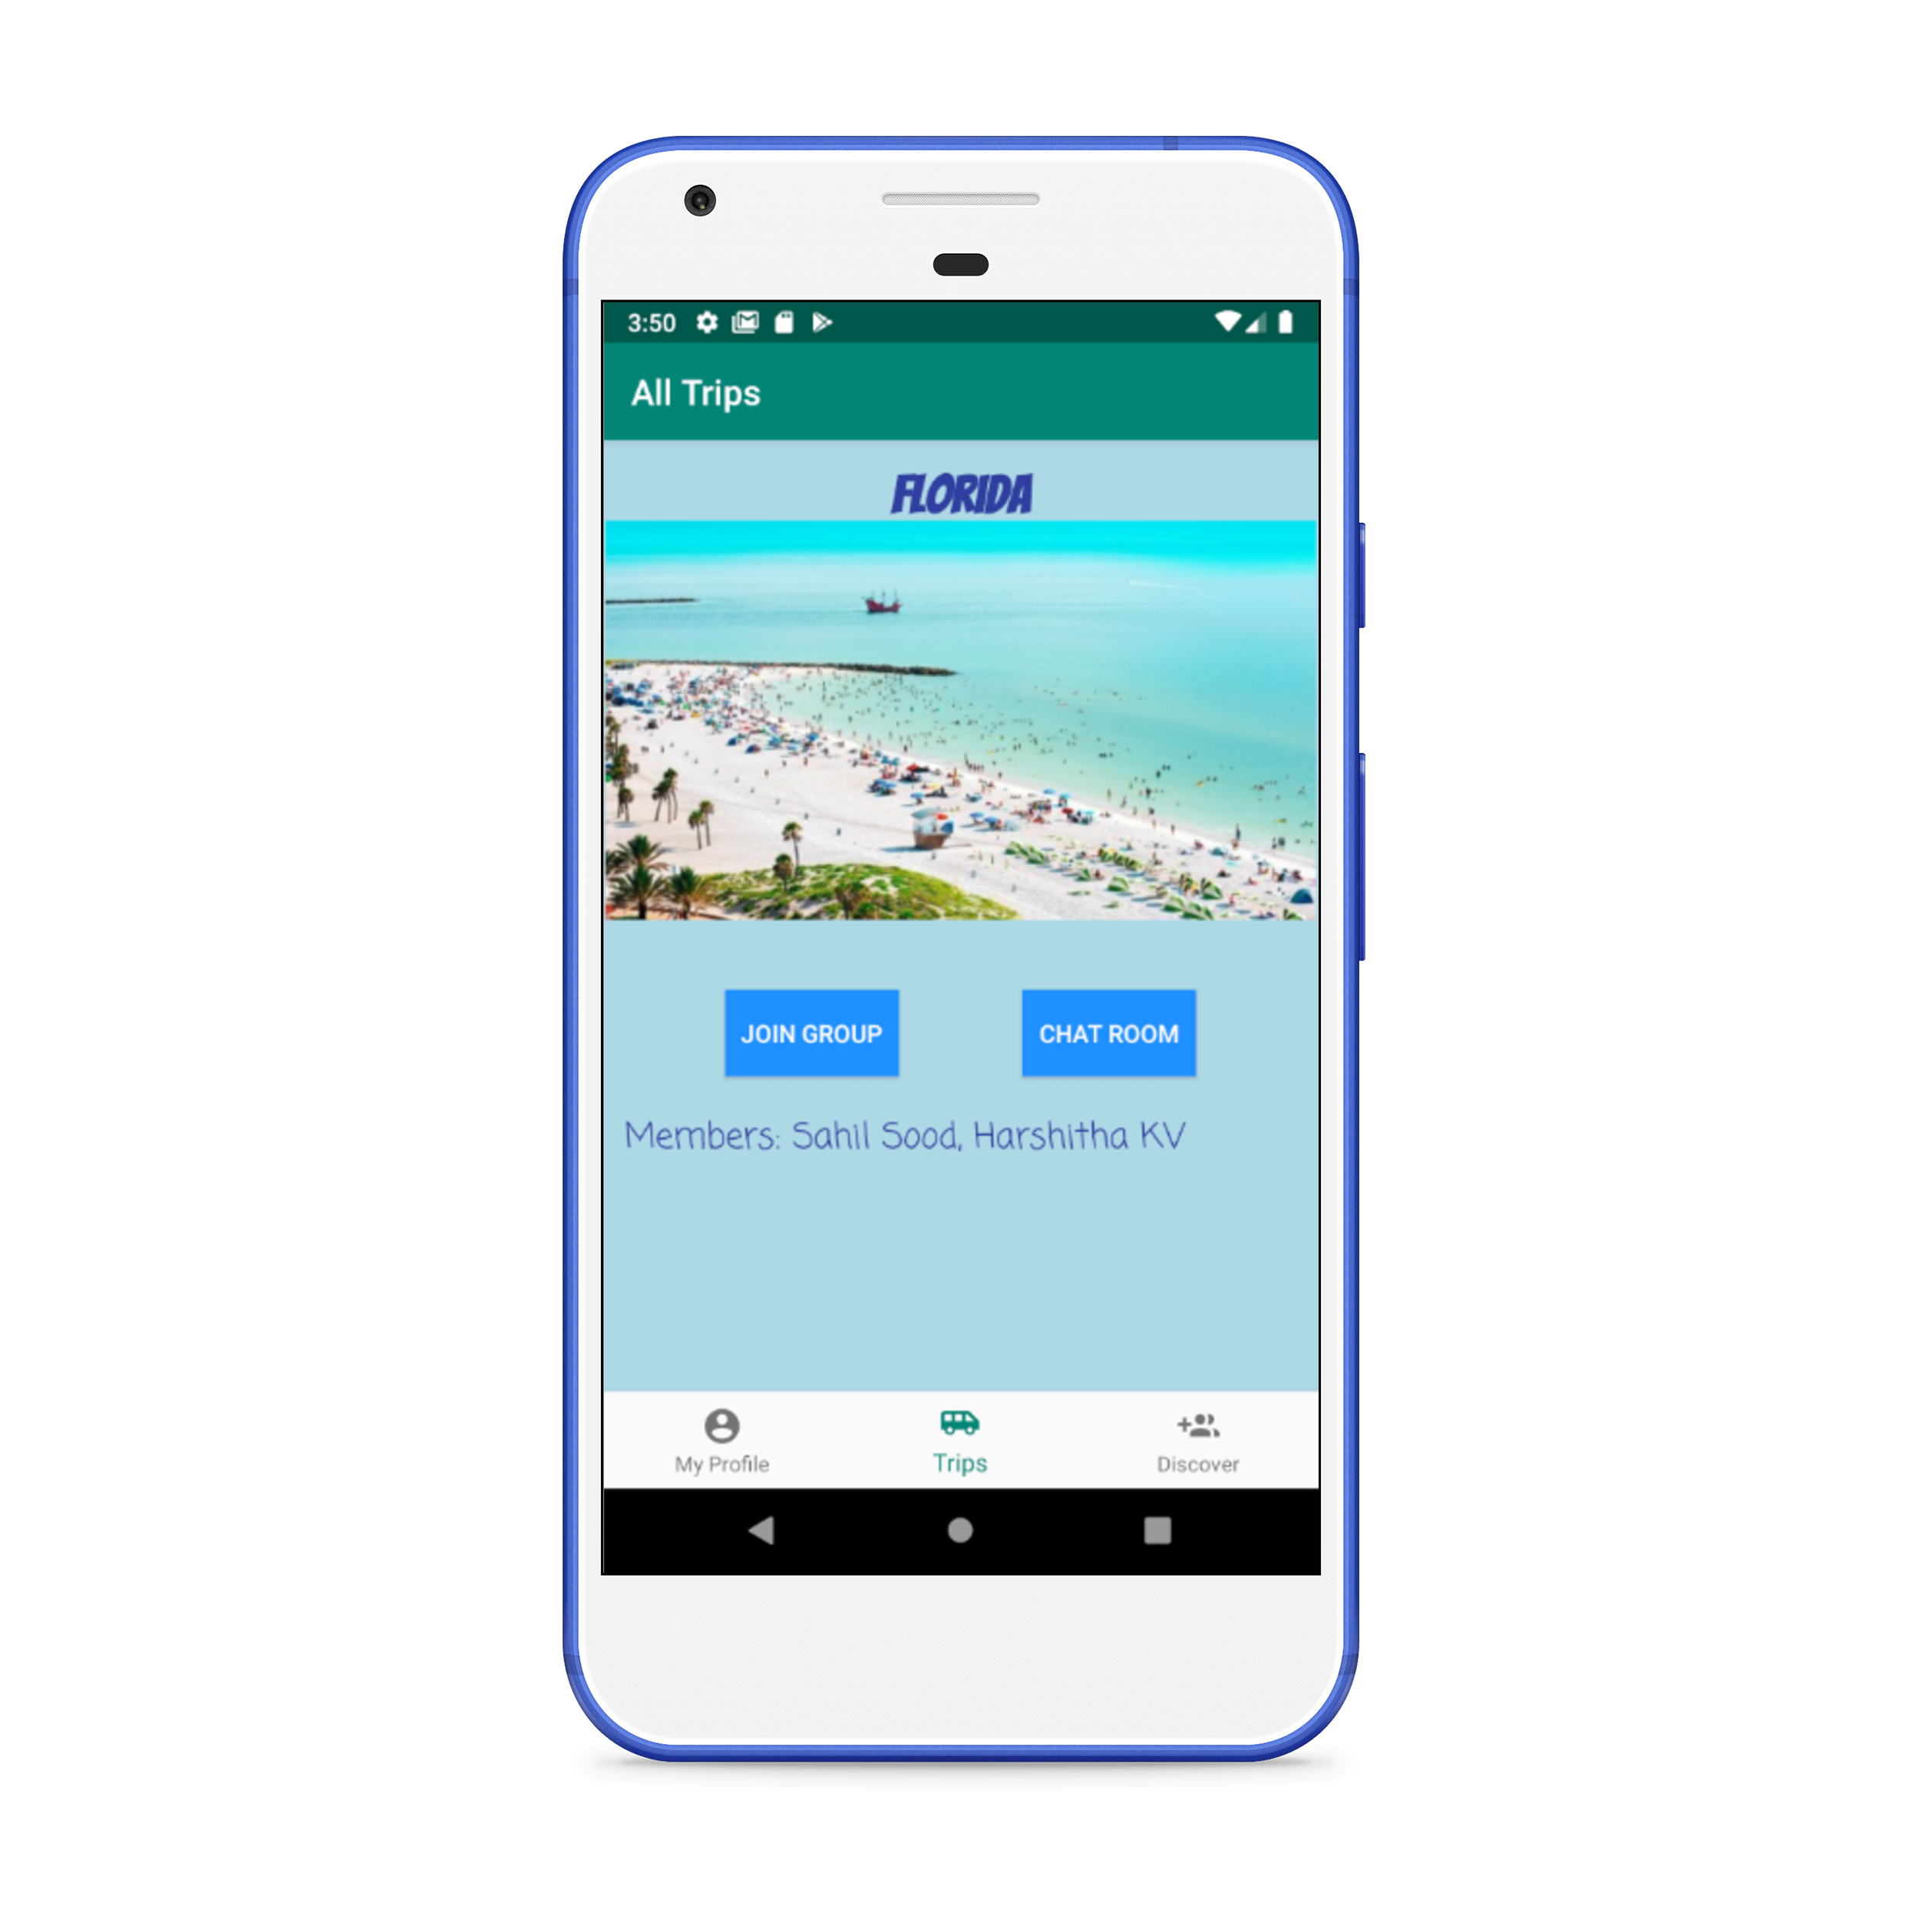 3:50
All Trips
FLORIDA
JOIN GROUP
CHAT ROOM
Members: Sahil Sood, Harshitha KV
My Profile
Trips
Discover